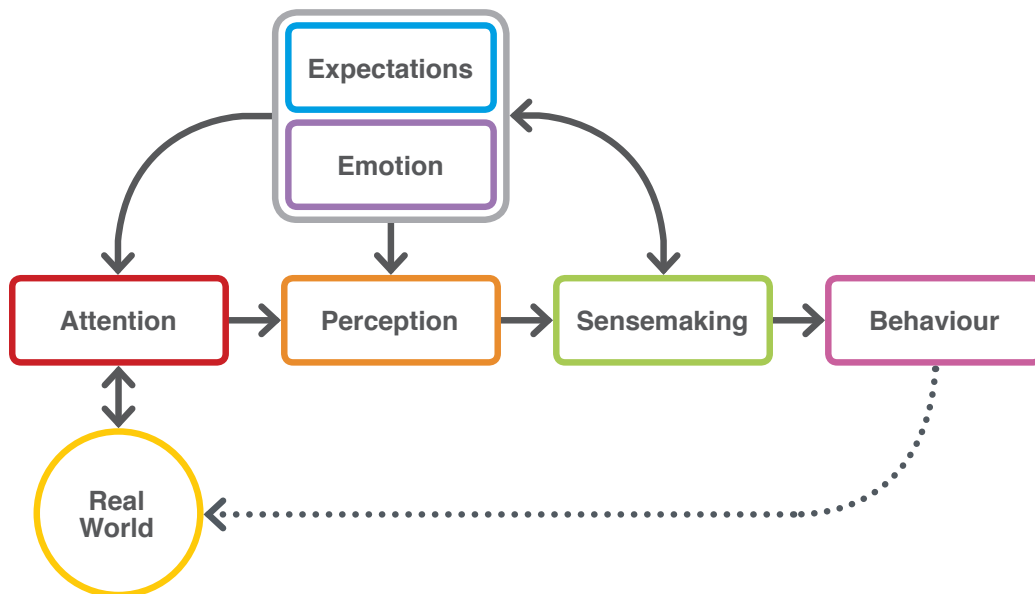 Expectations
Emotion
Attention
Perception
Sensemaking
Behaviour
Real
World